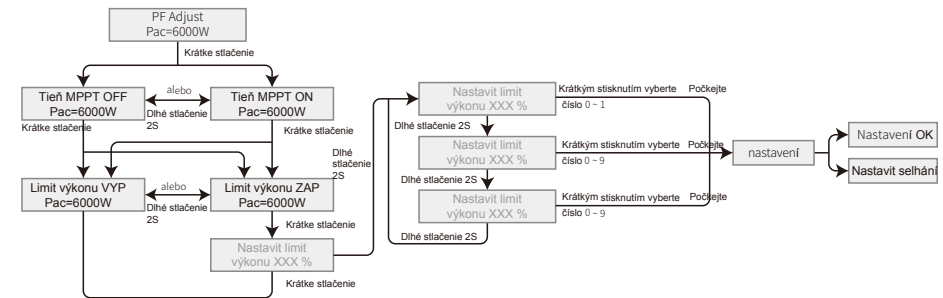 PF Adjust
Pac=6000W
Krátke stlačenie
Tieň MPPT OFF
Pac=6000W
alebo
Dlhé stlačenie
2S
Tieň MPPT ON
Pac=6000W
Krátke stlačenie
Krátke stlačenie
Limit výkonu VYP
Pac=6000W
alebo
Dlhé stlačenie
2S
Limit výkonu ZAP
Pac=6000W
Dlhé
stlačenie
2S
Krátke stlačenie
Nastavit limit
výkonu XXX %
Krátke stlačenie
Nastavit limit
výkonu XXX %
Krátkým stisknutím vyberte
číslo 0 ~ 1
Počkejte
Dlhé stlačenie 2S
Nastavit limit
výkonu XXX %
Krátkým stisknutím vyberte
číslo 0 ~ 9
Počkejte
Dlhé stlačenie 2S
Nastavit limit
výkonu XXX %
Krátkým stisknutím vyberte
číslo 0 ~ 9
Počkejte
Dlhé stlačenie 2S
nastavení
Nastavení OK
Nastavit selhání